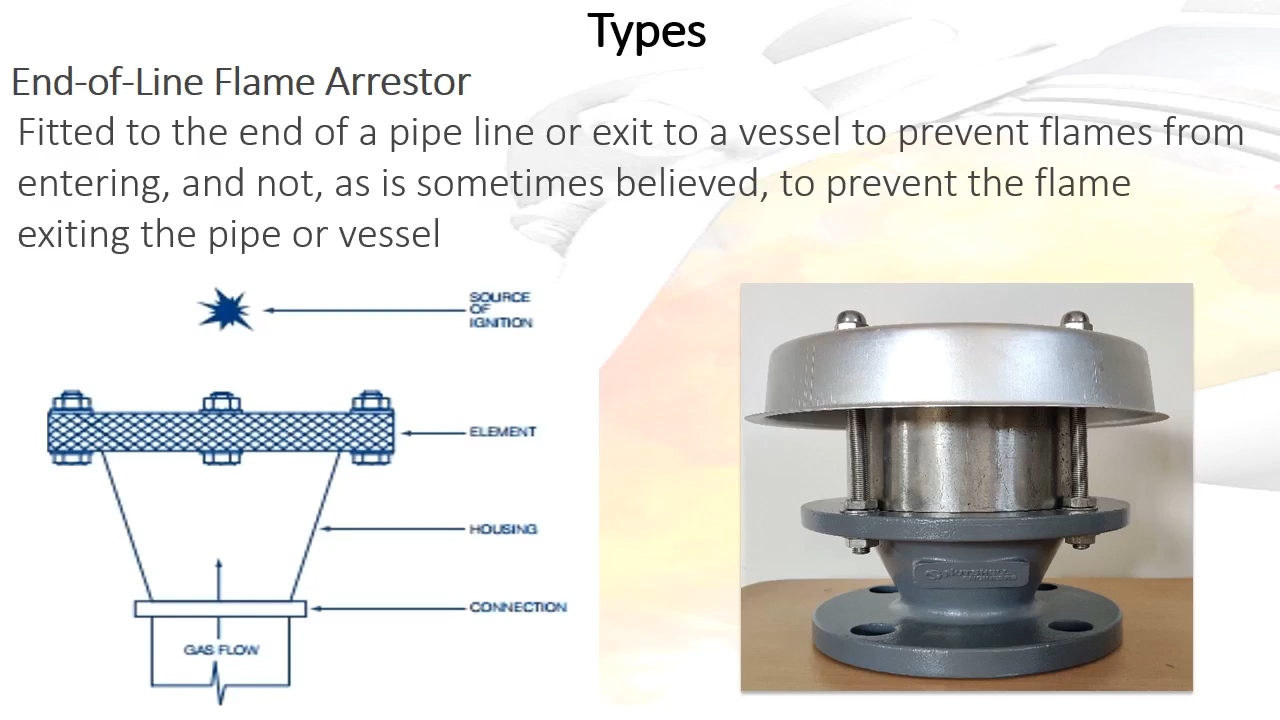 Types
End-of-Line Flame Arrestor
Fitted to the end of a pipe line or exit to a vessel to prevent flames from
entering, and not, as is sometimes believed, to prevent the flame
exiting the pipe or vessel
SOURCE
OF
IGNITION
ELEMENT
HOUSING
CONNECTION
GAS FLOW
NUTSHELL